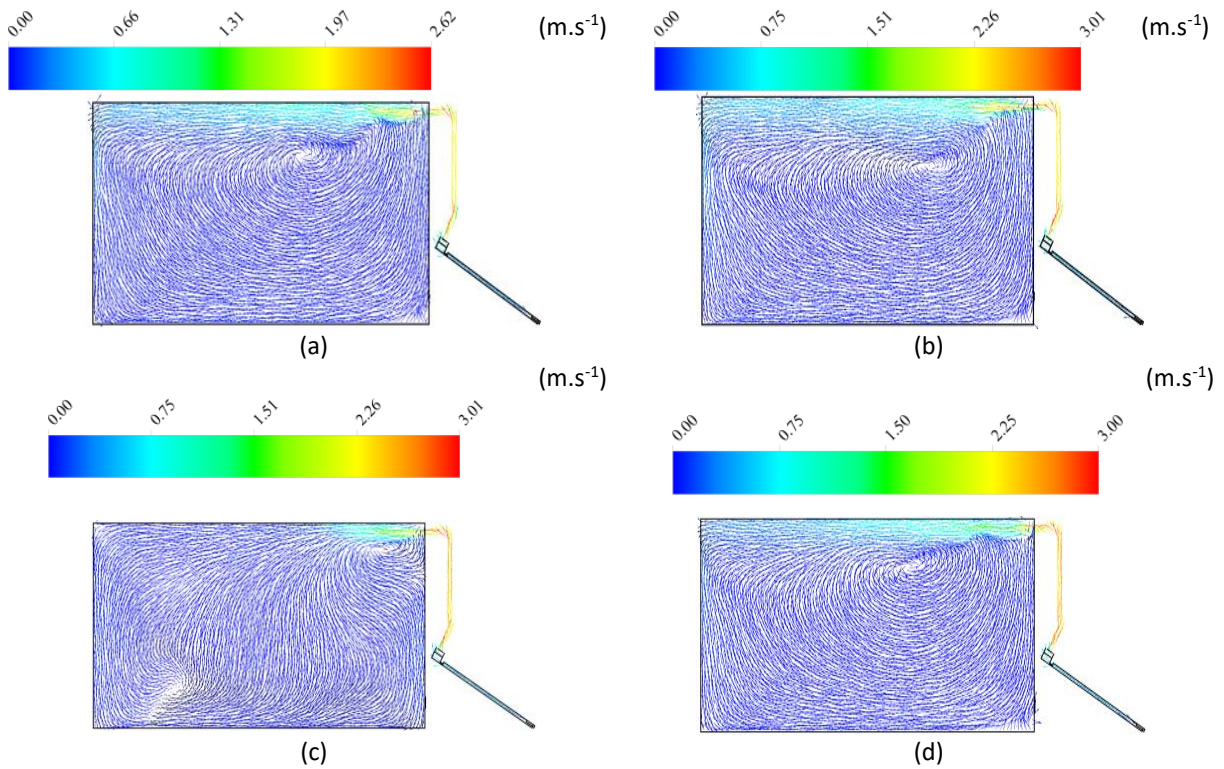 0.00 0.66 1.31 1.97 2.62 (m.s⁻¹)
0.00 0.75 1.51 2.26 3.01 (m.s⁻¹)
(a)
(b)
(m.s⁻¹)
0.00 0.75 1.51 2.26 3.01
(m.s⁻¹)
0.00 0.75 1.50 2.25 3.00
(c)
(d)